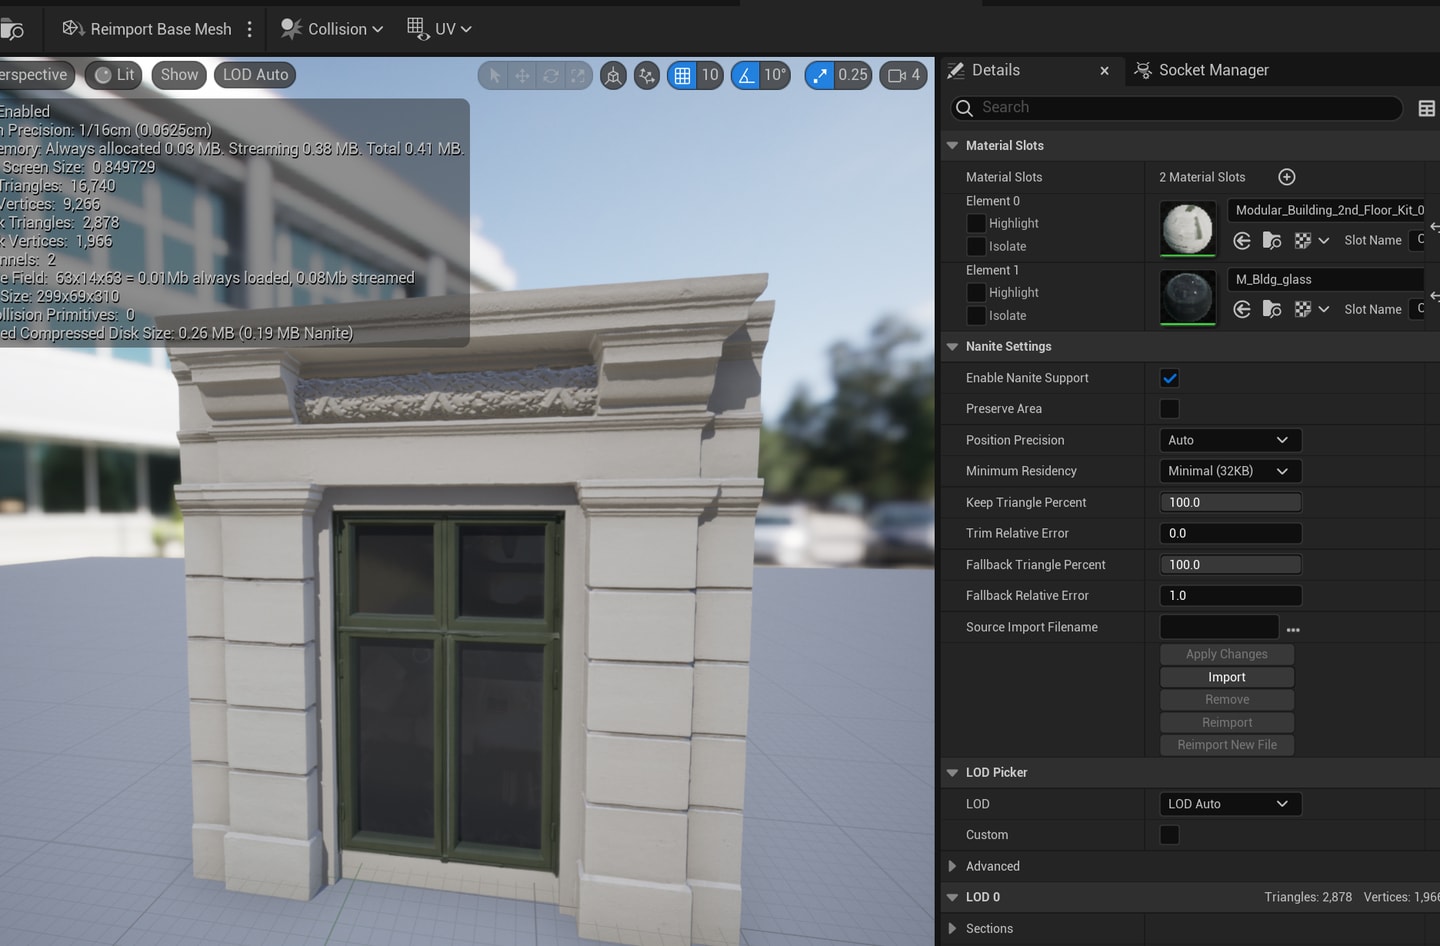 Reimport Base Mesh
Collision
UV
erspective
Lit
Show
LOD Auto
10
10°
0.25
4
Enabled
n Precision: 1/16cm (0.0625cm)
emory: Always allocated 0.03 MB. Streaming 0.38 MB. Total 0.41 MB.
Screen Size: 0.849729
Triangles: 16,740
Vertices: 9,266
k Triangles: 2,878
k Vertices: 1,966
nnels: 2
e Field: 63x14x63 = 0.01Mb always loaded, 0.08Mb streamed
Size: 299x69x310
ollision Primitives: 0
ed Compressed Disk Size: 0.26 MB (0.19 MB Nanite)
Details
Socket Manager
Search
Material Slots
Material Slots
2 Material Slots
Element 0
Highlight
Isolate
Modular_Building_2nd_Floor_Kit_0
Slot Name
Element 1
Highlight
Isolate
M_Bldg_glass
Slot Name
Nanite Settings
Enable Nanite Support
Preserve Area
Position Precision
Auto
Minimum Residency
Minimal (32KB)
Keep Triangle Percent
100.0
Trim Relative Error
0.0
Fallback Triangle Percent
100.0
Fallback Relative Error
1.0
Source Import Filename
Apply Changes
Import
Remove
Reimport
Reimport New File
LOD Picker
LOD
LOD Auto
Custom
Advanced
LOD 0
Triangles: 2,878 Vertices: 1,966
Sections